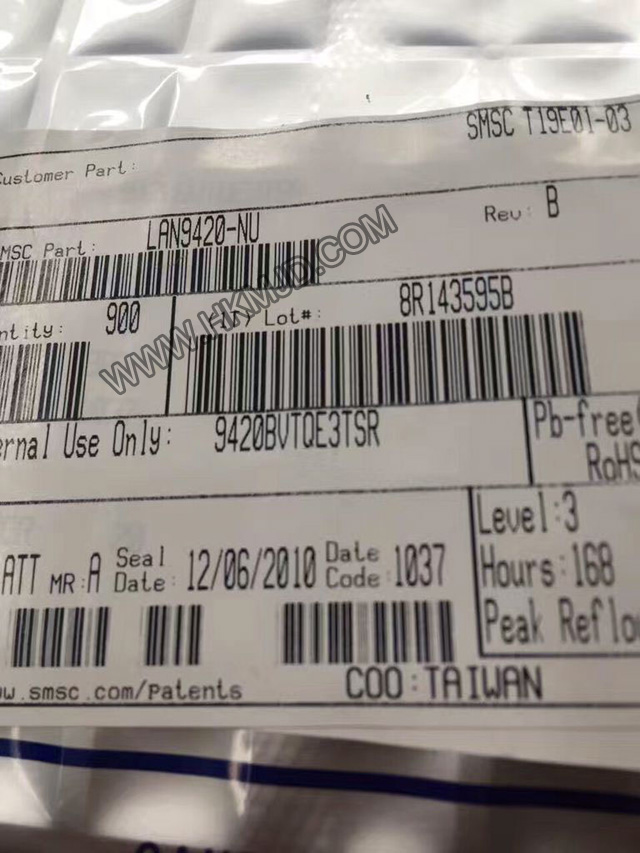 SMSC T19E01-03
Customer Part:
MSC Part: LAN9420-NU Rev: B
WWW.HKMJD.COM
ntity: 900 (1T) Lot#: 8R143595B
ernal Use Only: 9420BVTQE3TSR
Pb-free
RoHS
Level:3
ATT MR:A Seal Date: 12/06/2010 Date Code: 1037
Hours:168
Peak Reflo
w.smsc.com/Patents COO:TAIWAN